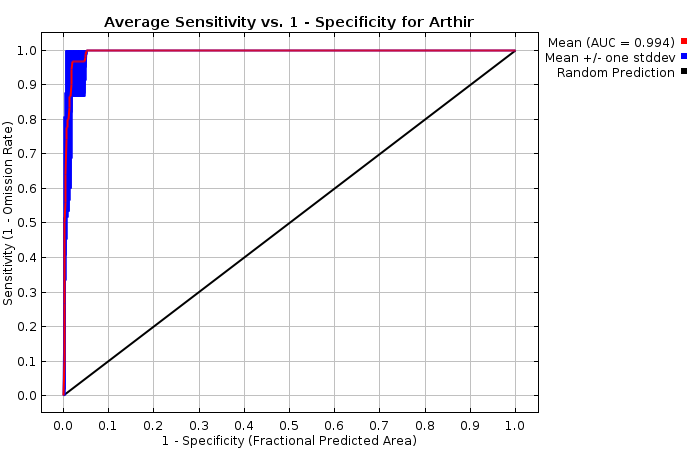 Average Sensitivity vs. 1 - Specificity for Arthir
Mean (AUC = 0.994)
Mean +/- one stddev
Random Prediction
Sensitivity (1 - Omission Rate)
1.0
0.9
0.8
0.7
0.6
0.5
0.4
0.3
0.2
0.1
0.0
0.0 0.1 0.2 0.3 0.4 0.5 0.6 0.7 0.8 0.9 1.0
1 - Specificity (Fractional Predicted Area)